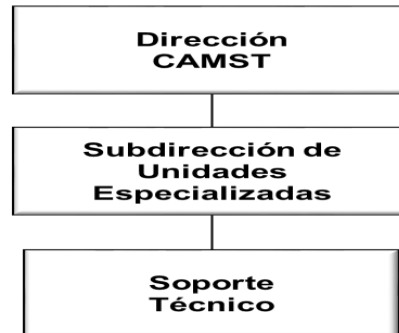 Dirección
CAMST
Subdirección de
Unidades
Especializadas
Soporte
Técnico